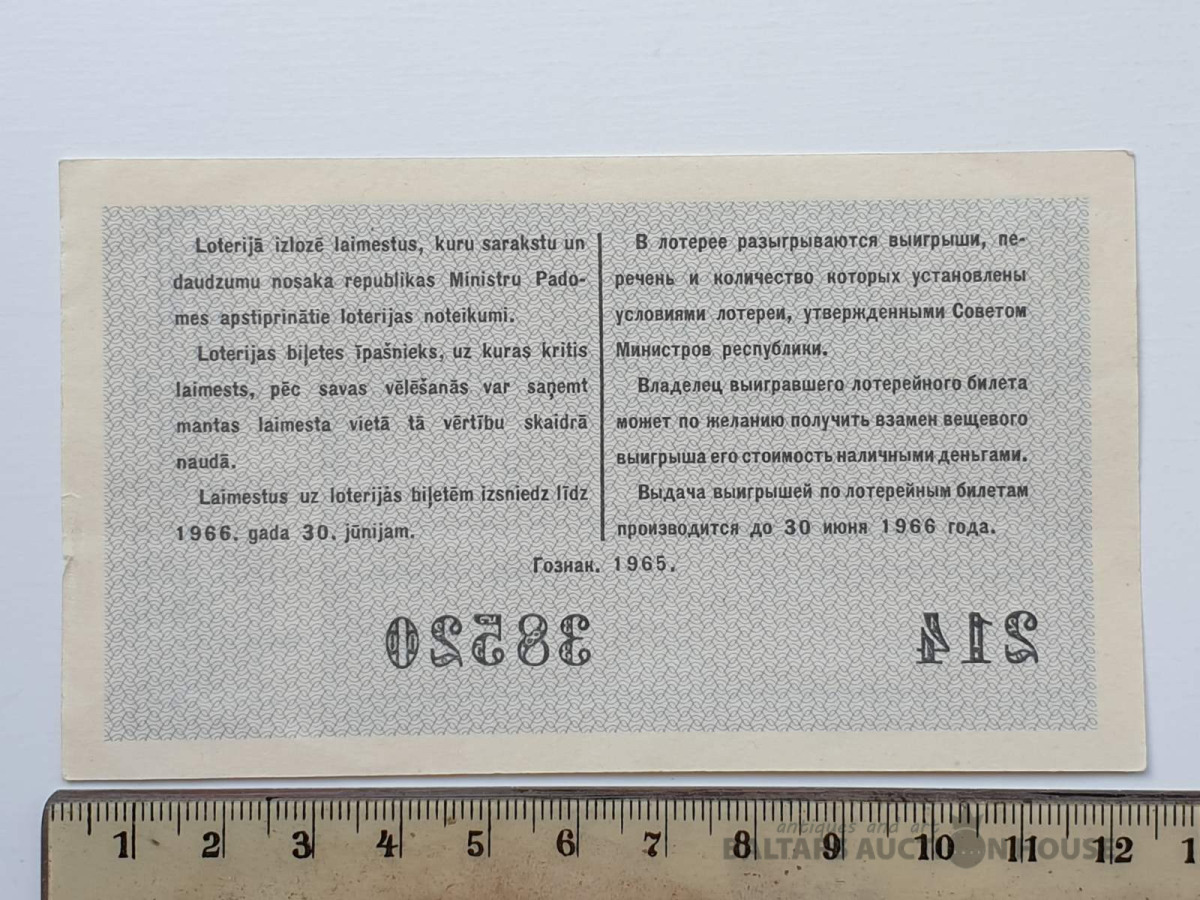 Loterijā izlozē laimestus, kuru sarakstu un
daudzumu nosaka republikas Ministru Pado-
mes apstiprinātie loterijas noteikumi.
Loterijas biļetes īpašnieks, uz kuras kritis
laimests, pēc savas vēlēšanās var saņemt
mantas laimesta vietā tā vērtību skaidrā
naudā.
Laimestus uz loterijās biļetēm izsniedz līdz
1966. gada 30. jūnijam.
В лотерее разыгрываются выигрыши, пе-
речень и количество которых установлены
условиями лотереи, утвержденными Советом
Министров республики.
Владелец выигравшего лотерейного билета
может по желанию получить взамен вещевого
выигрыша его стоимость наличными деньгами.
Выдача выигрышей по лотерейным билетам
производится до 30 июня 1966 года.
Гознак. 1965.
38520
214
antiques and art
BALTARS AUCTION HOUSE
1 2 3 4 5 6 7 8 9 10 11 12 1